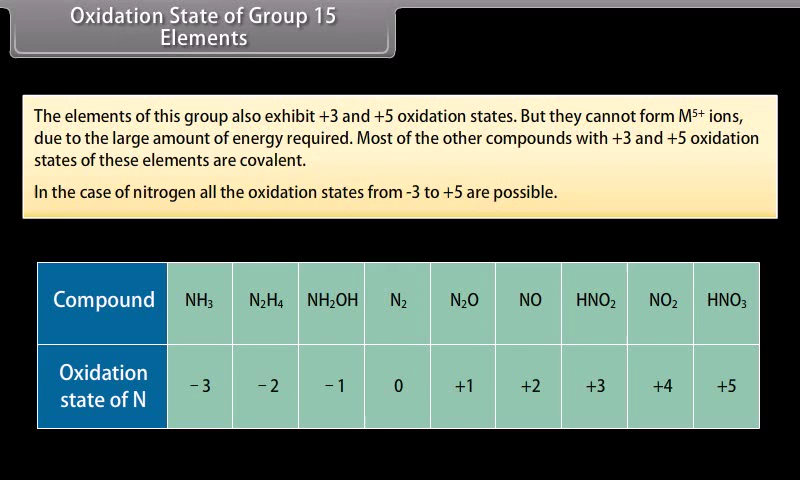 Oxidation State of Group 15
Elements
The elements of this group also exhibit +3 and +5 oxidation states. But they cannot form M⁵⁺ ions,
due to the large amount of energy required. Most of the other compounds with +3 and +5 oxidation
states of these elements are covalent.
In the case of nitrogen all the oxidation states from -3 to +5 are possible.
Compound NH₃ N₂H₄ NH₂OH N₂ N₂O NO HNO₂ NO₂ HNO₃
Oxidation
state of N – 3 – 2 – 1 0 +1 +2 +3 +4 +5